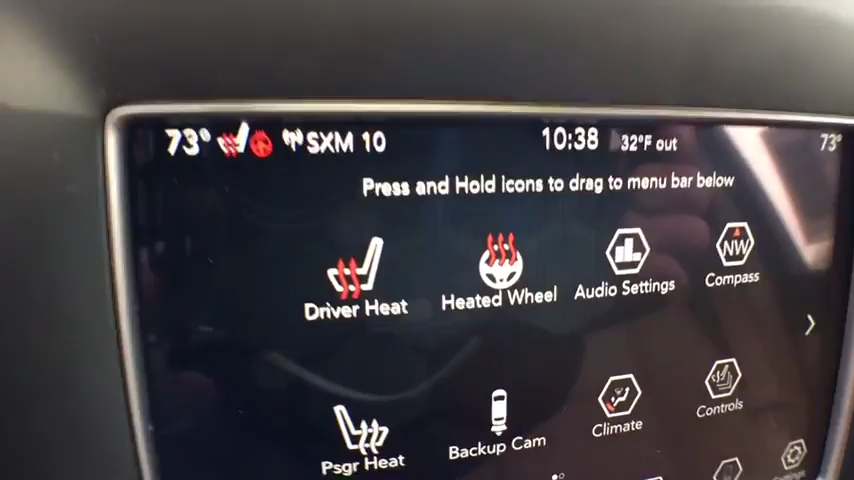 73° SXM 10 10:38 32°F out 73°
Press and Hold icons to drag to menu bar below
Driver Heat Heated Wheel Audio Settings Compass
NW
Psgr Heat Backup Cam Climate Controls